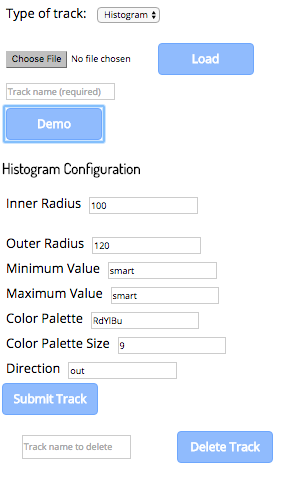 Type of track: Histogram
Choose File No file chosen Load
Track name (required)
Demo
Histogram Configuration
Inner Radius 100
Outer Radius 120
Minimum Value smart
Maximum Value smart
Color Palette RdYlBu
Color Palette Size 9
Direction out
Submit Track
Track name to delete Delete Track